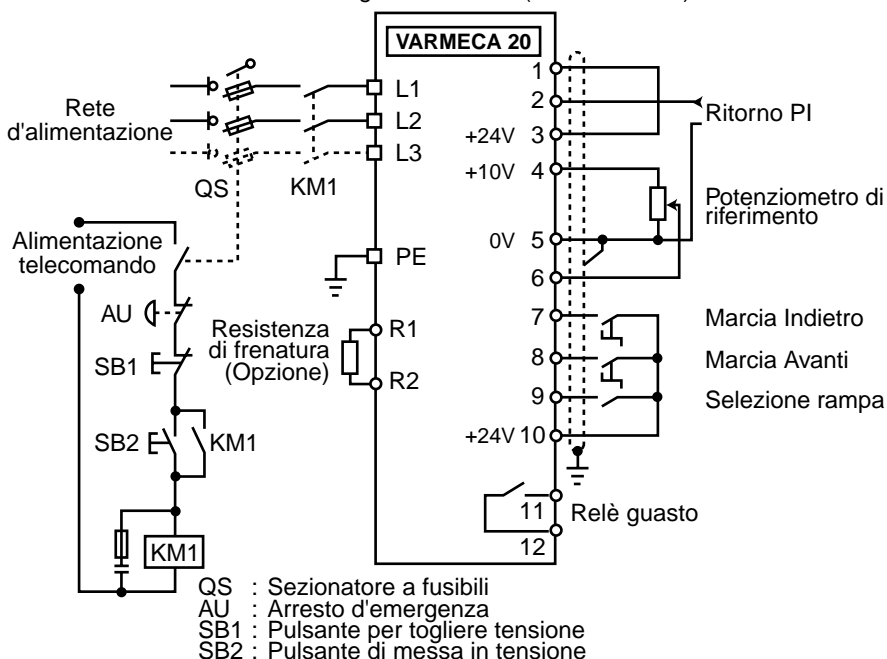 VARMECA 20
L1
L2
L3
PE
R1
R2
1
2
+24V 3
+10V 4
0V 5
6
7
8
9
+24V 10
11
12
Rete
d'alimentazione
QS
KM1
Alimentazione
telecomando
AU
SB1
SB2
KM1
KM1
Resistenza
di frenatura
(Opzione)
Ritorno PI
Potenziometro di
riferimento
Marcia Indietro
Marcia Avanti
Selezione rampa
Relè guasto
QS : Sezionatore a fusibili
AU : Arresto d'emergenza
SB1 : Pulsante per togliere tensione
SB2 : Pulsante di messa in tensione